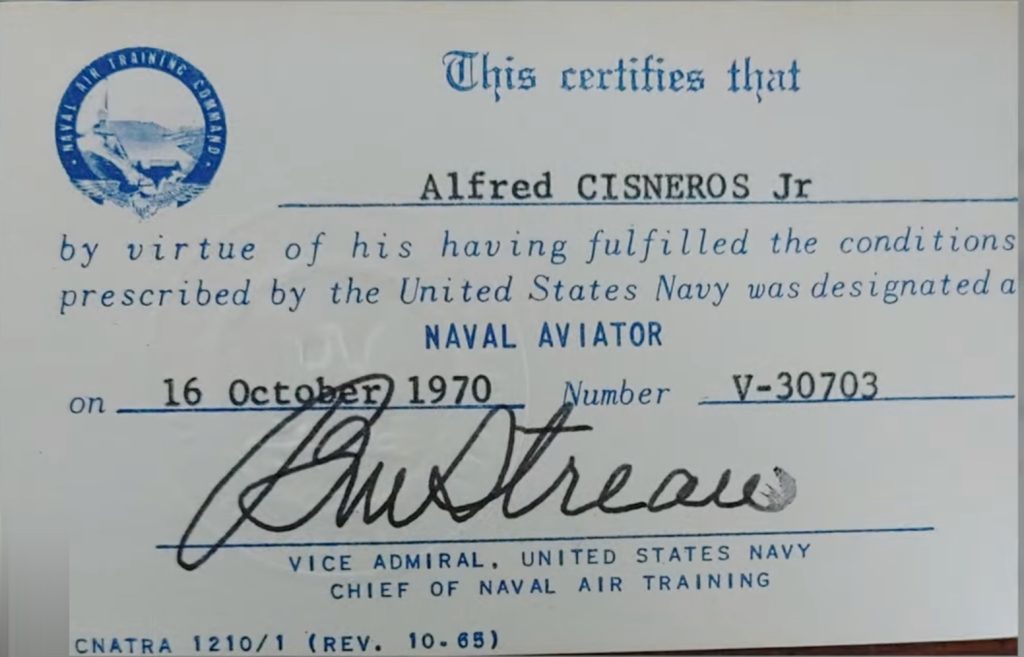 NAVAL AIR TRAINING COMMAND
This certifies that
Alfred CISNEROS Jr
by virtue of his having fulfilled the conditions
prescribed by the United States Navy was designated a
NAVAL AVIATOR
on 16 October 1970 Number V-30703
VICE ADMIRAL, UNITED STATES NAVY
CHIEF OF NAVAL AIR TRAINING
CNATRA 1210/1 (REV. 10-65)